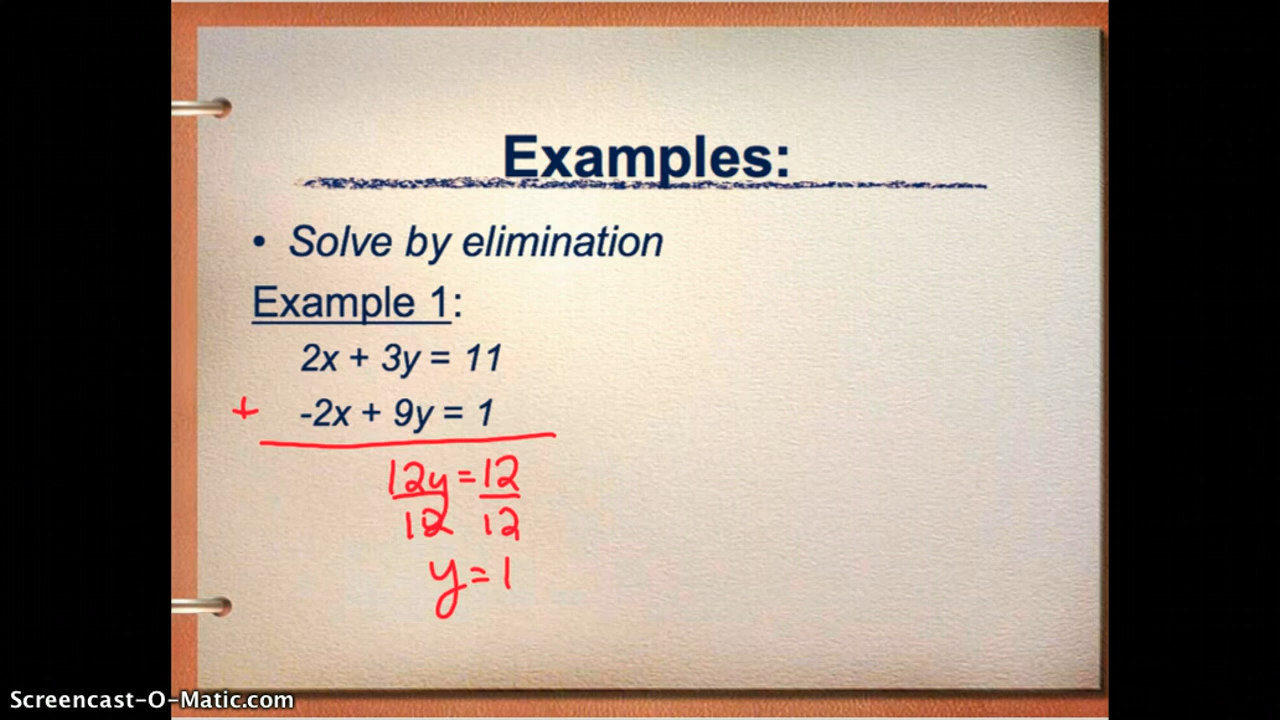 Examples:
• Solve by elimination
Example 1:
2x + 3y = 11
+ -2x + 9y = 1
12y = 12
12 12
y = 1
Screencast-O-Matic.com